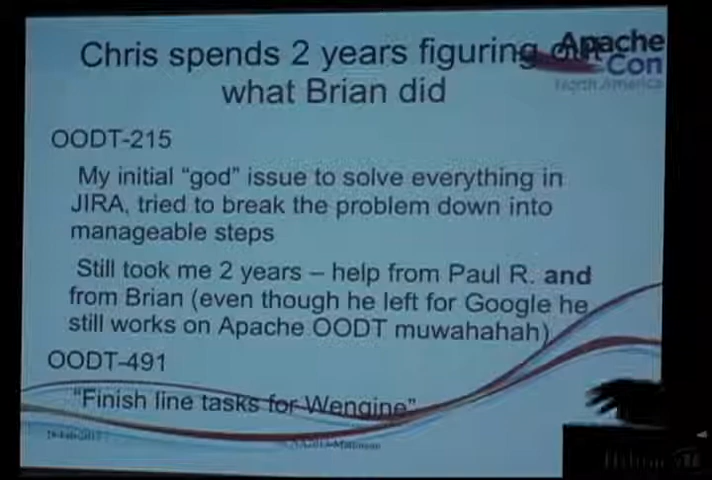 Chris spends 2 years figuring out
what Brian did
Apache
Con
North America
OODT-215
My initial “god” issue to solve everything in
JIRA, tried to break the problem down into
manageable steps
Still took me 2 years – help from Paul R. and
from Brian (even though he left for Google he
still works on Apache OODT muwahahah)
OODT-491
“Finish line tasks for Wengine”